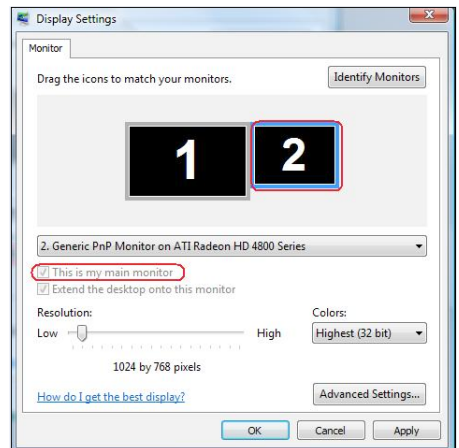 Display Settings
Monitor
Drag the icons to match your monitors.
Identify Monitors
1
2
2. Generic PnP Monitor on ATI Radeon HD 4800 Series
This is my main monitor
Extend the desktop onto this monitor
Resolution:
Colors:
Low
High
Highest (32 bit)
1024 by 768 pixels
How do I get the best display?
Advanced Settings...
OK
Cancel
Apply